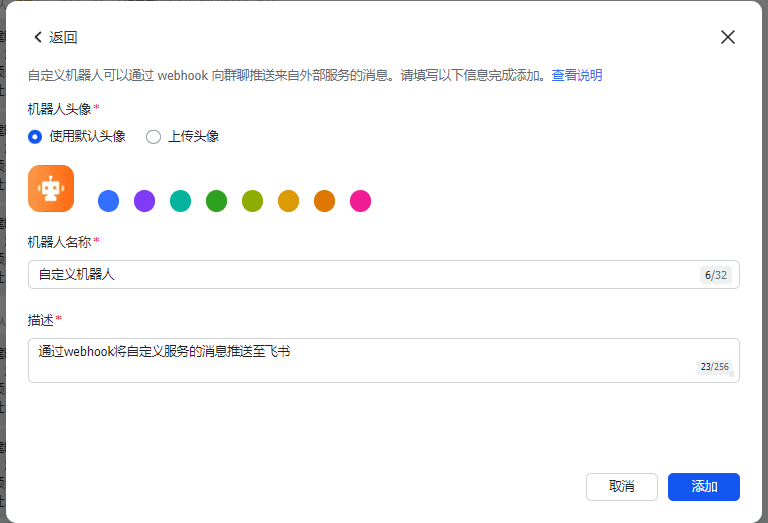 返回
自定义机器人可以通过 webhook 向群聊推送来自外部服务的消息。请填写以下信息完成添加。查看说明
机器人头像*
使用默认头像 上传头像
机器人名称*
自定义机器人 6/32
描述*
通过webhook将自定义服务的消息推送至飞书
23/256
取消 添加